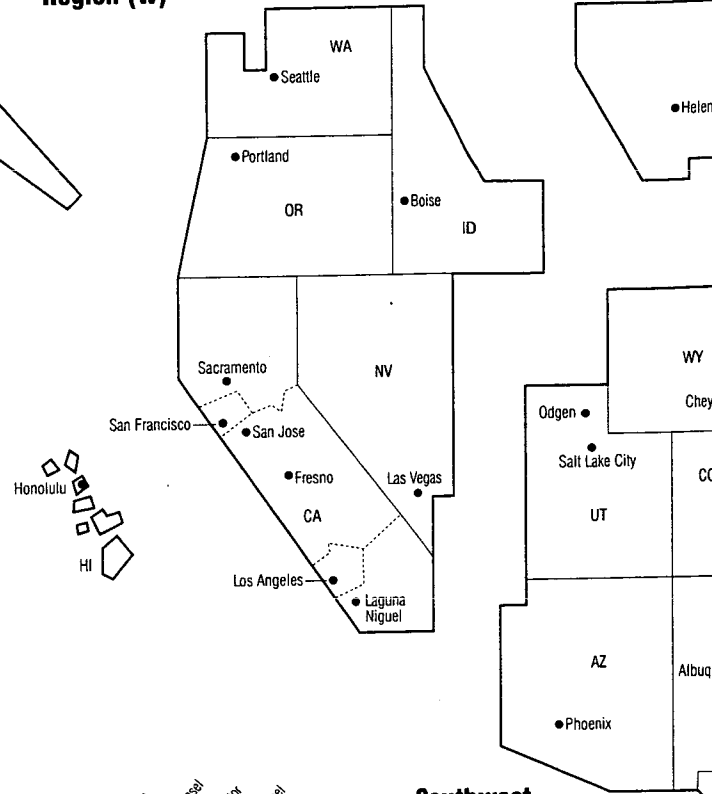 Region (W)
WA
Seattle
Helen
Portland
Boise
OR
ID
WY
Sacramento
NV
Chey
Odgen
San Francisco
San Jose
Salt Lake City
CO
Fresno
Las Vegas
Honolulu
CA
UT
HI
Los Angeles
Laguna
Niguel
AZ
Albuq
Phoenix
Southwest